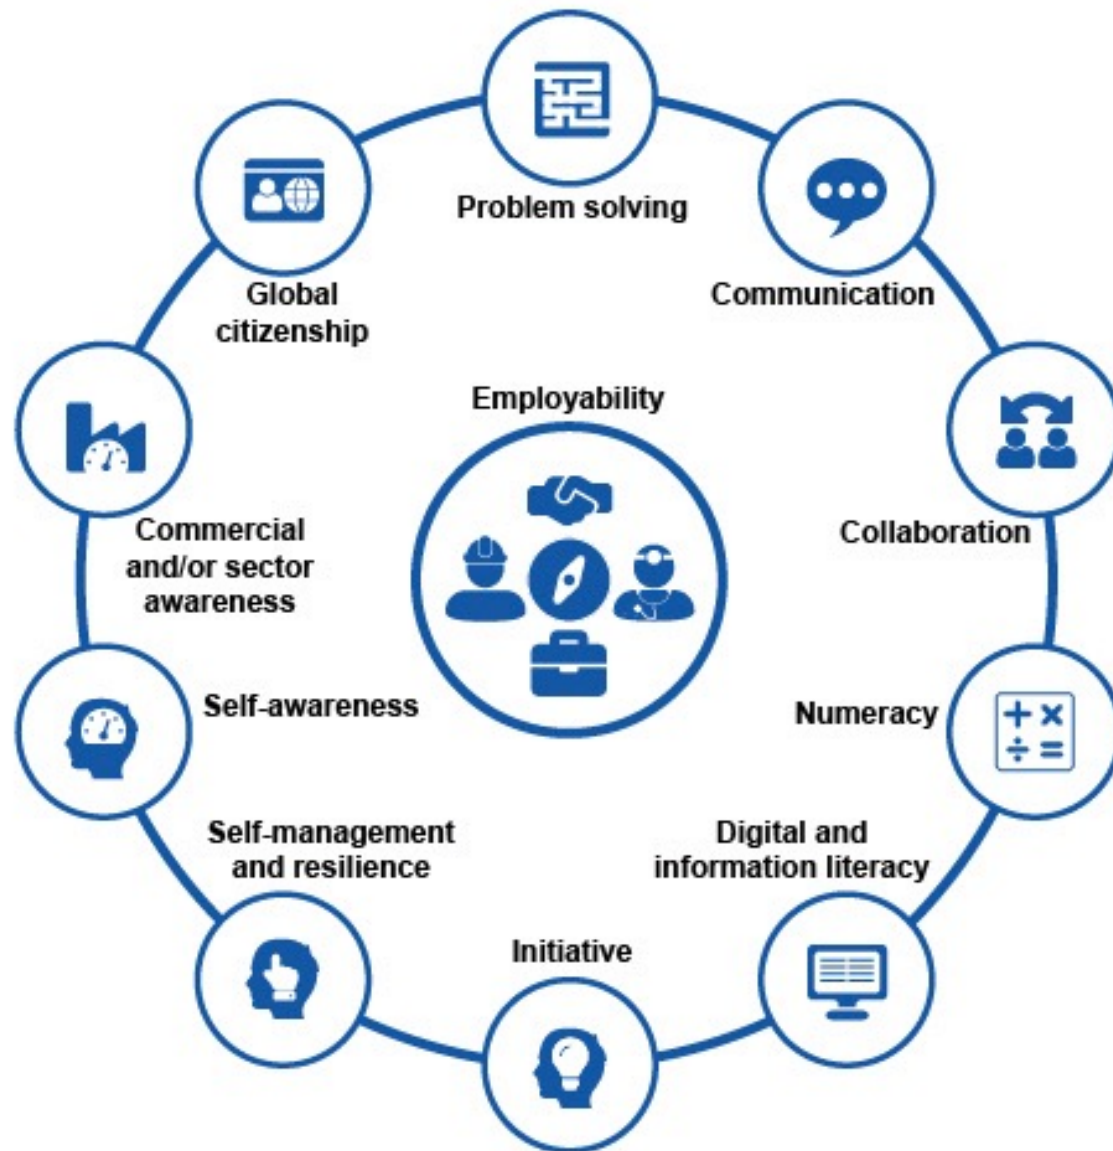 Problem solving
Communication
Collaboration
Numeracy
Digital and
information literacy
Initiative
Self-management
and resilience
Self-awareness
Commercial
and/or sector
awareness
Global
citizenship
Employability